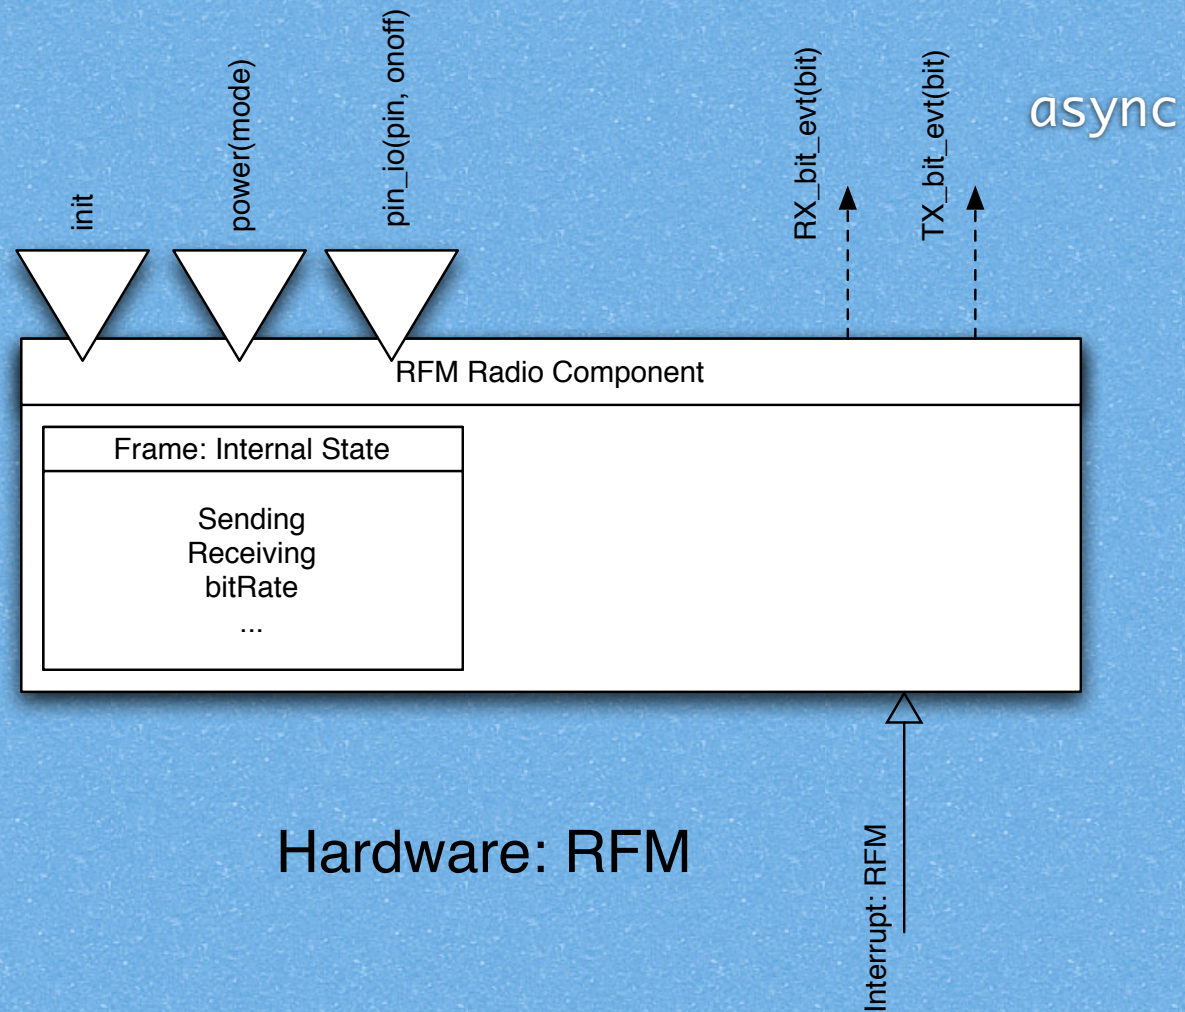 init
power(mode)
pin_io(pin, onoff)
RX_bit_evt(bit)
TX_bit_evt(bit)
async
RFM Radio Component
Frame: Internal State
Sending
Receiving
bitRate
...
Hardware: RFM
Interrupt: RFM